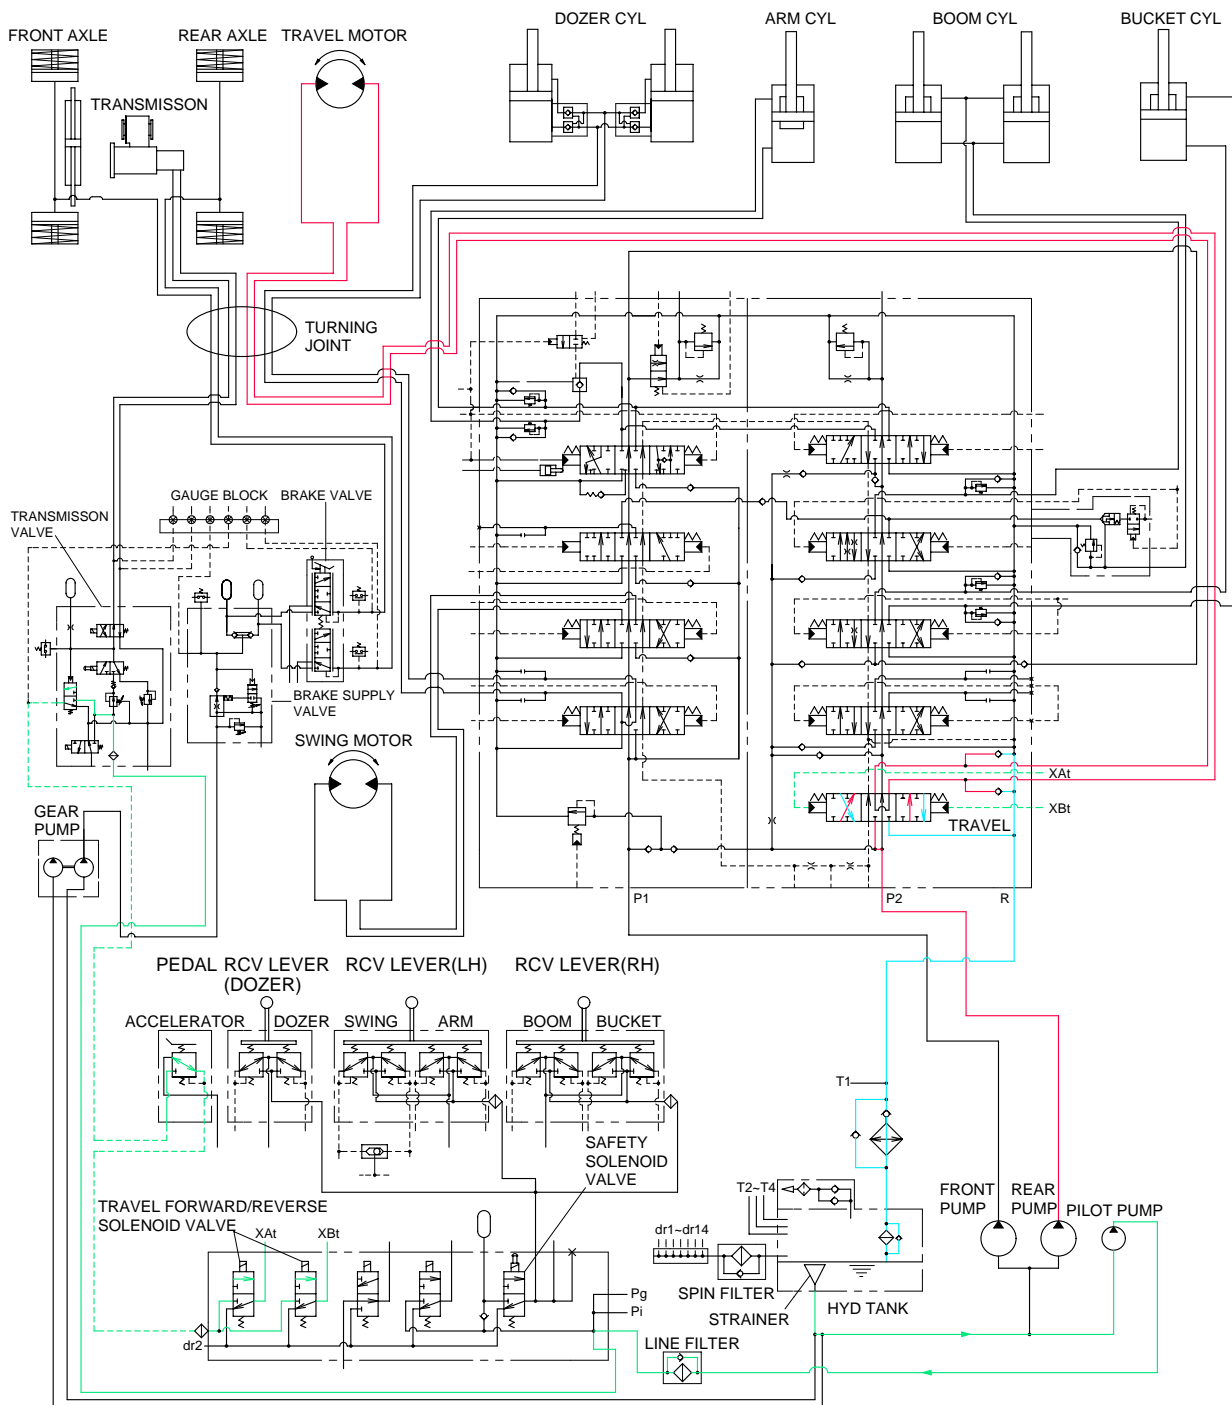 DOZER CYL
ARM CYL
BOOM CYL
BUCKET CYL
FRONT AXLE
REAR AXLE
TRAVEL MOTOR
TRANSMISSON
TURNING
JOINT
GAUGE BLOCK
BRAKE VALVE
TRANSMISSON
VALVE
BRAKE SUPPLY
VALVE
SWING MOTOR
XAt
XBt
TRAVEL
GEAR
PUMP
P1
P2
R
PEDAL
RCV LEVER
(DOZER)
RCV LEVER(LH)
RCV LEVER(RH)
ACCELERATOR
DOZER
SWING
ARM
BOOM
BUCKET
T1
SAFETY
SOLENOID
VALVE
TRAVEL FORWARD/REVERSE
SOLENOID VALVE
XAt
XBt
T2~T4
dr1~dr14
FRONT
PUMP
REAR
PUMP
PILOT PUMP
Pg
Pi
SPIN FILTER
STRAINER
HYD TANK
dr2
LINE FILTER